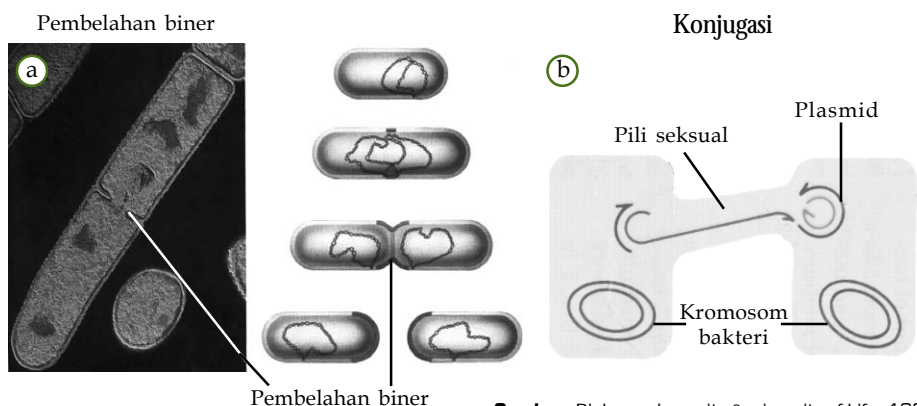 Pembelahan biner
Konjugasi
a
b
Plasmid
Pili seksual
Kromosom
bakteri
Pembelahan biner